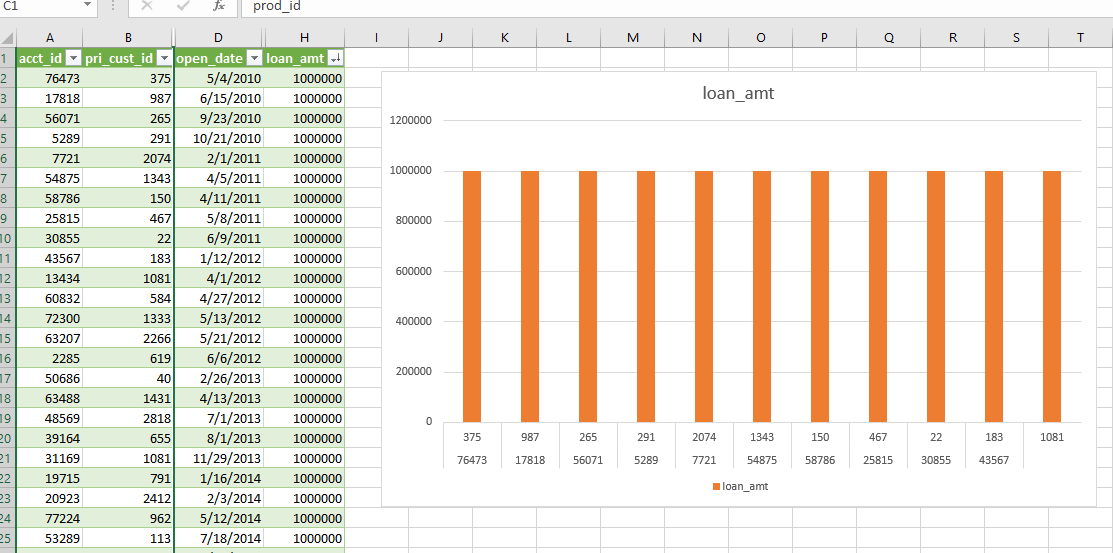 C1 fx prod_id
A B D H I J K L M N O P Q R S T
1 acct_id pri_cust_id open_date loan_amt
2 76473 375 5/4/2010 1000000
3 17818 987 6/15/2010 1000000
4 56071 265 9/23/2010 1000000
5 5289 291 10/21/2010 1000000
6 7721 2074 2/1/2011 1000000
7 54875 1343 4/5/2011 1000000
8 58786 150 4/11/2011 1000000
9 25815 467 5/8/2011 1000000
10 30855 22 6/9/2011 1000000
11 43567 183 1/12/2012 1000000
12 13434 1081 4/1/2012 1000000
13 60832 584 4/27/2012 1000000
14 72300 1333 5/13/2012 1000000
15 63207 2266 5/21/2012 1000000
16 2285 619 6/6/2012 1000000
17 50686 40 2/26/2013 1000000
18 63488 1431 4/13/2013 1000000
19 48569 2818 7/1/2013 1000000
20 39164 655 8/1/2013 1000000
21 31169 1081 11/29/2013 1000000
22 19715 791 1/16/2014 1000000
23 20923 2412 2/3/2014 1000000
24 77224 962 5/12/2014 1000000
25 53289 113 7/18/2014 1000000
loan_amt
1200000
1000000
800000
600000
400000
200000
0
375 987 265 291 2074 1343 150 467 22 183 1081
76473 17818 56071 5289 7721 54875 58786 25815 30855 43567
loan_amt